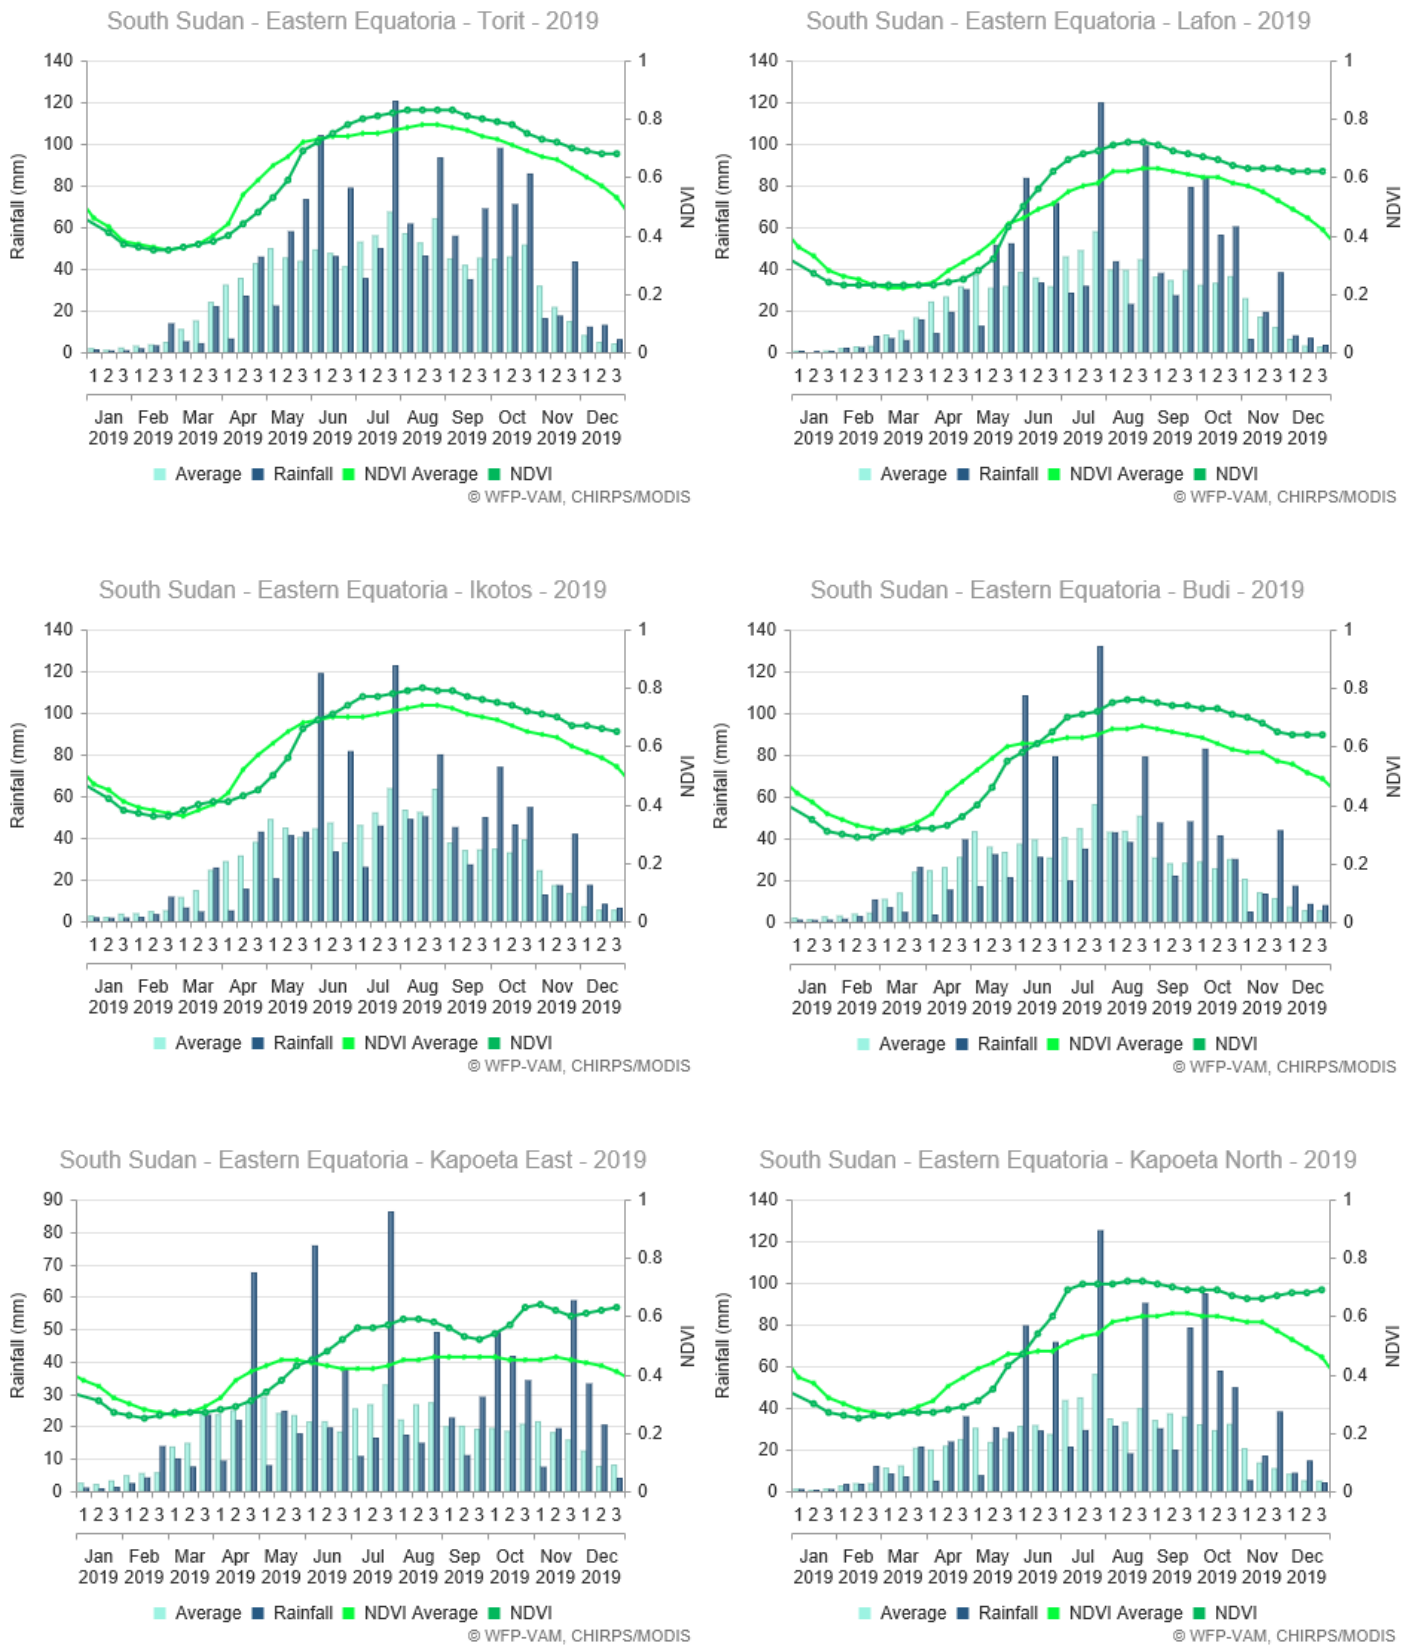 South Sudan - Eastern Equatoria - Torit - 2019
140
120
100
80
60
40
20
0
Rainfall (mm)
1
0.8
0.6
0.4
0.2
0
NDVI
1 2 3 1 2 3 1 2 3 1 2 3 1 2 3 1 2 3 1 2 3 1 2 3 1 2 3 1 2 3 1 2 3 1 2 3
Jan Feb Mar Apr May Jun Jul Aug Sep Oct Nov Dec
2019 2019 2019 2019 2019 2019 2019 2019 2019 2019 2019 2019
Average Rainfall NDVI Average NDVI
© WFP-VAM, CHIRPS/MODIS
South Sudan - Eastern Equatoria - Lafon - 2019
140
120
100
80
60
40
20
0
Rainfall (mm)
1
0.8
0.6
0.4
0.2
0
NDVI
1 2 3 1 2 3 1 2 3 1 2 3 1 2 3 1 2 3 1 2 3 1 2 3 1 2 3 1 2 3 1 2 3 1 2 3
Jan Feb Mar Apr May Jun Jul Aug Sep Oct Nov Dec
2019 2019 2019 2019 2019 2019 2019 2019 2019 2019 2019 2019
Average Rainfall NDVI Average NDVI
© WFP-VAM, CHIRPS/MODIS
South Sudan - Eastern Equatoria - Ikotos - 2019
140
120
100
80
60
40
20
0
Rainfall (mm)
1
0.8
0.6
0.4
0.2
0
NDVI
1 2 3 1 2 3 1 2 3 1 2 3 1 2 3 1 2 3 1 2 3 1 2 3 1 2 3 1 2 3 1 2 3 1 2 3
Jan Feb Mar Apr May Jun Jul Aug Sep Oct Nov Dec
2019 2019 2019 2019 2019 2019 2019 2019 2019 2019 2019 2019
Average Rainfall NDVI Average NDVI
© WFP-VAM, CHIRPS/MODIS
South Sudan - Eastern Equatoria - Budi - 2019
140
120
100
80
60
40
20
0
Rainfall (mm)
1
0.8
0.6
0.4
0.2
0
NDVI
1 2 3 1 2 3 1 2 3 1 2 3 1 2 3 1 2 3 1 2 3 1 2 3 1 2 3 1 2 3 1 2 3 1 2 3
Jan Feb Mar Apr May Jun Jul Aug Sep Oct Nov Dec
2019 2019 2019 2019 2019 2019 2019 2019 2019 2019 2019 2019
Average Rainfall NDVI Average NDVI
© WFP-VAM, CHIRPS/MODIS
South Sudan - Eastern Equatoria - Kapoeta East - 2019
90
80
70
60
50
40
30
20
10
0
Rainfall (mm)
1
0.8
0.6
0.4
0.2
0
NDVI
1 2 3 1 2 3 1 2 3 1 2 3 1 2 3 1 2 3 1 2 3 1 2 3 1 2 3 1 2 3 1 2 3 1 2 3
Jan Feb Mar Apr May Jun Jul Aug Sep Oct Nov Dec
2019 2019 2019 2019 2019 2019 2019 2019 2019 2019 2019 2019
Average Rainfall NDVI Average NDVI
© WFP-VAM, CHIRPS/MODIS
South Sudan - Eastern Equatoria - Kapoeta North - 2019
140
120
100
80
60
40
20
0
Rainfall (mm)
1
0.8
0.6
0.4
0.2
0
NDVI
1 2 3 1 2 3 1 2 3 1 2 3 1 2 3 1 2 3 1 2 3 1 2 3 1 2 3 1 2 3 1 2 3 1 2 3
Jan Feb Mar Apr May Jun Jul Aug Sep Oct Nov Dec
2019 2019 2019 2019 2019 2019 2019 2019 2019 2019 2019 2019
Average Rainfall NDVI Average NDVI
© WFP-VAM, CHIRPS/MODIS